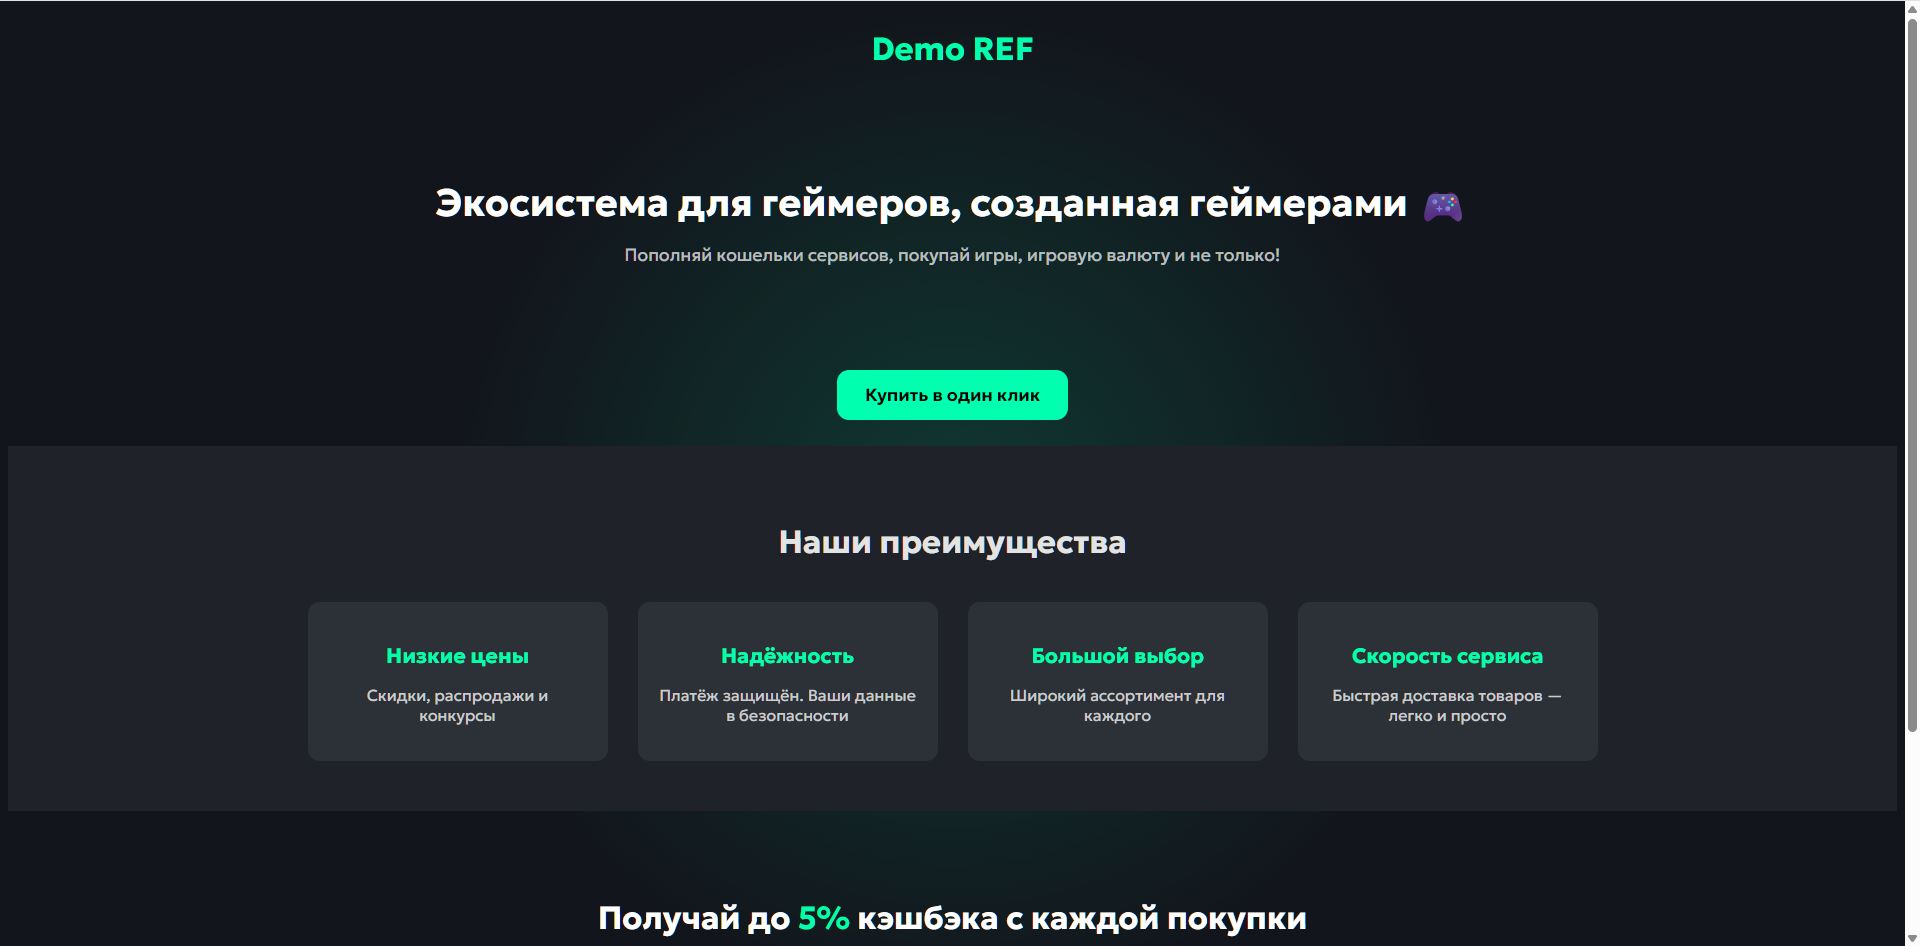 Demo REF
Экосистема для геймеров, созданная геймерами 🎮
Пополняй кошельки сервисов, покупай игры, игровую валюту и не только!
Купить в один клик
Наши преимущества
Низкие цены
Скидки, распродажи и
конкурсы
Надёжность
Платёж защищён. Ваши данные
в безопасности
Большой выбор
Широкий ассортимент для
каждого
Скорость сервиса
Быстрая доставка товаров —
легко и просто
Получай до 5% кэшбэка с каждой покупки